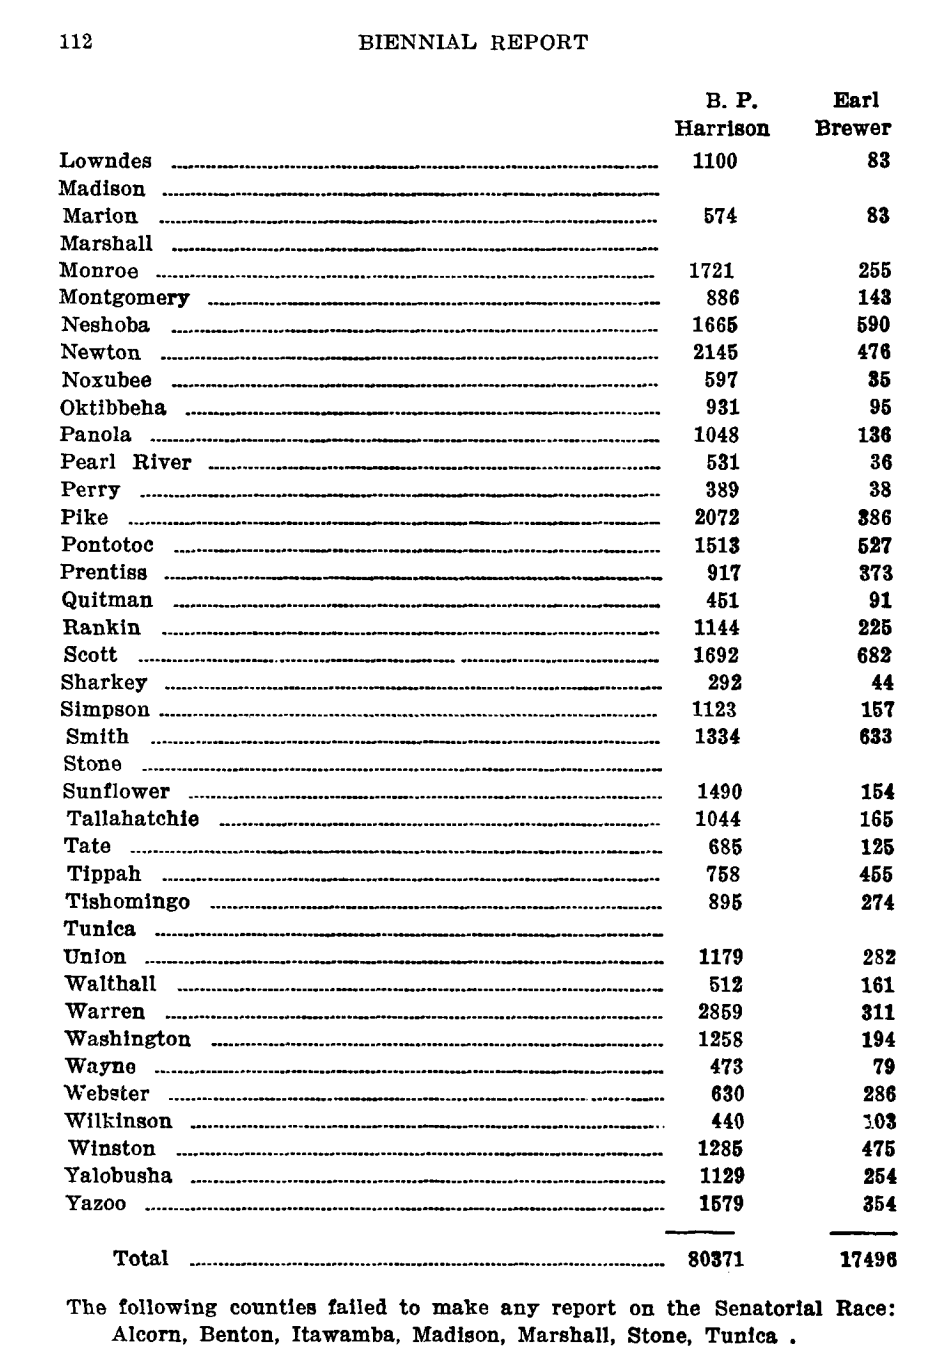 112 BIENNIAL REPORT
B. P. Earl
Harrison Brewer
Lowndes 1100 83
Madison
Marion 574 83
Marshall
Monroe 1721 255
Montgomery 886 143
Neshoba 1665 590
Newton 2145 476
Noxubee 597 35
Oktibbeha 931 95
Panola 1048 136
Pearl River 531 36
Perry 389 38
Pike 2072 386
Pontotoc 1513 527
Prentiss 917 373
Quitman 451 91
Rankin 1144 225
Scott 1692 682
Sharkey 292 44
Simpson 1123 157
Smith 1334 633
Stone
Sunflower 1490 154
Tallahatchie 1044 165
Tate 685 125
Tippah 758 455
Tishomingo 895 274
Tunica
Union 1179 282
Walthall 512 161
Warren 2859 311
Washington 1258 194
Wayne 473 79
Webster 630 286
Wilkinson 440 103
Winston 1285 475
Yalobusha 1129 254
Yazoo 1579 354
Total 80371 17496
The following counties failed to make any report on the Senatorial Race:
Alcorn, Benton, Itawamba, Madison, Marshall, Stone, Tunica .